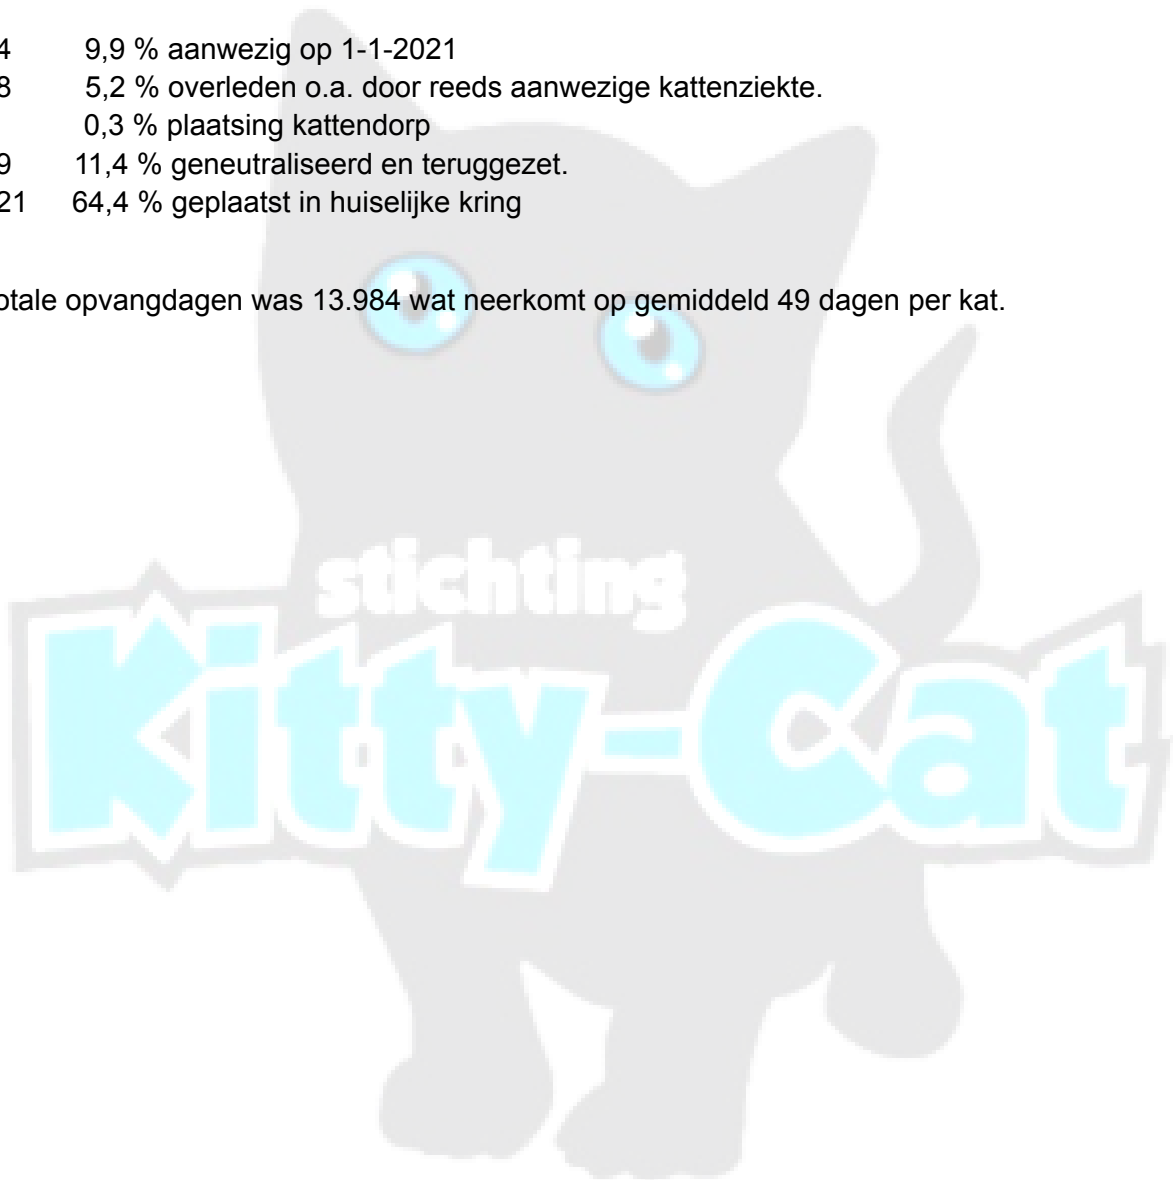 4 9,9 % aanwezig op 1-1-2021
8 5,2 % overleden o.a. door reeds aanwezige kattenziekte.
0,3 % plaatsing kattendorp
9 11,4 % geneutraliseerd en teruggezet.
21 64,4 % geplaatst in huiselijke kring
otale opvangdagen was 13.984 wat neerkomt op gemiddeld 49 dagen per kat.
stichting
Kitty-Cat